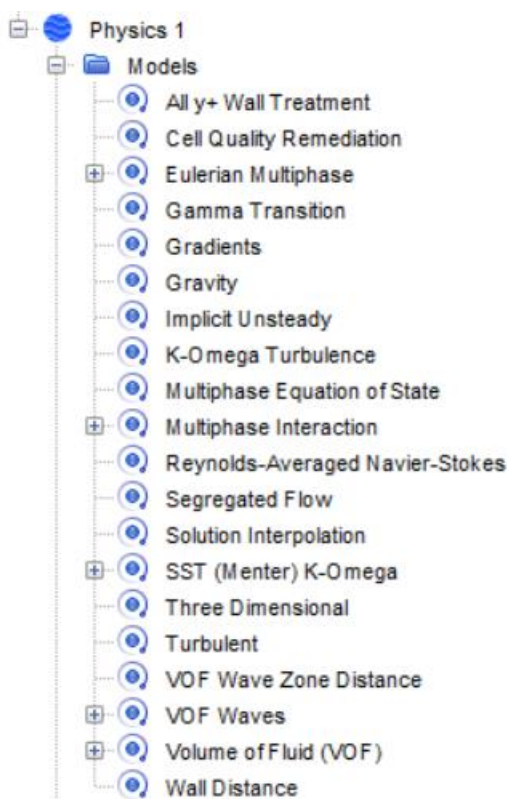 Physics 1
Models
All y+ Wall Treatment
Cell Quality Remediation
Eulerian Multiphase
Gamma Transition
Gradients
Gravity
Implicit Unsteady
K-Omega Turbulence
Multiphase Equation of State
Multiphase Interaction
Reynolds-Averaged Navier-Stokes
Segregated Flow
Solution Interpolation
SST (Menter) K-Omega
Three Dimensional
Turbulent
VOF Wave Zone Distance
VOF Waves
Volume of Fluid (VOF)
Wall Distance